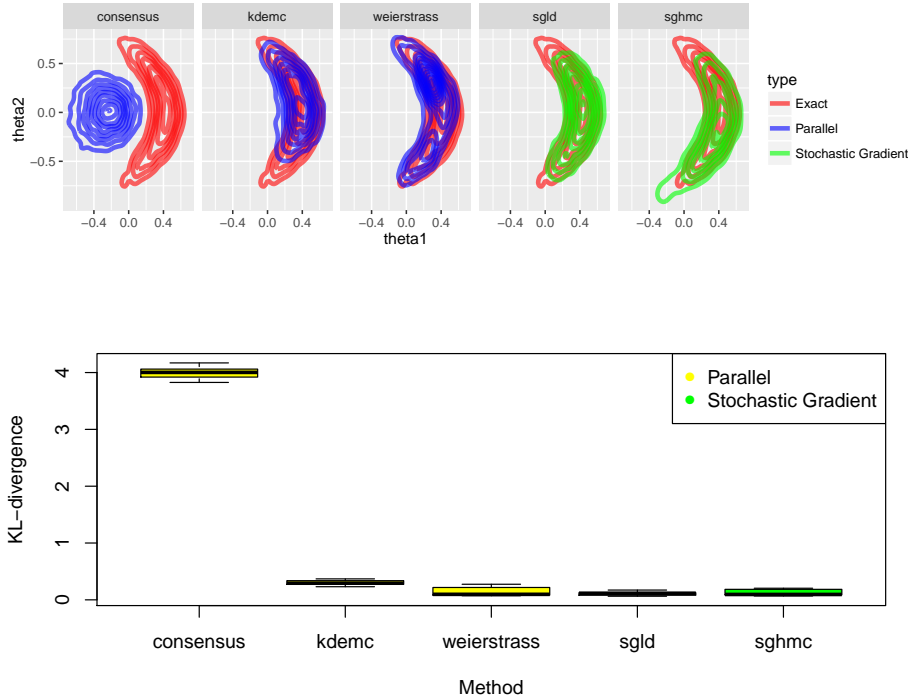 consensus kdemc weierstrass sgld sghmc
0.5
0.0
−0.5
theta2
−0.4 0.0 0.4 −0.4 0.0 0.4 −0.4 0.0 0.4 −0.4 0.0 0.4 −0.4 0.0 0.4
theta1
type
Exact
Parallel
Stochastic Gradient
KL-divergence
4
3
2
1
0
Parallel
Stochastic Gradient
consensus kdemc weierstrass sgld sghmc
Method